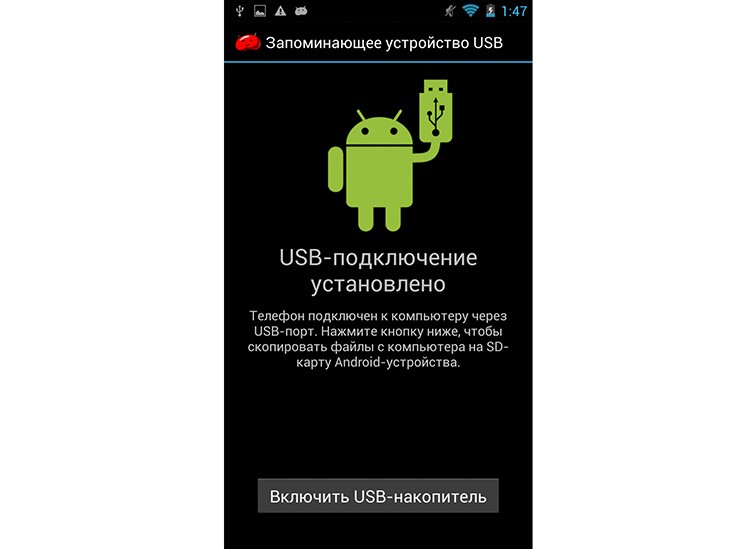 1:47
Запоминающее устройство USB
USB-подключение
установлено
Телефон подключен к компьютеру через
USB-порт. Нажмите кнопку ниже, чтобы
скопировать файлы с компьютера на SD-
карту Android-устройства.
Включить USB-накопитель